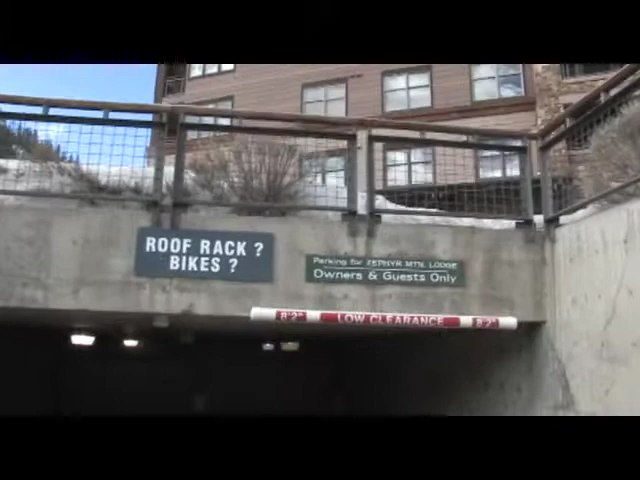 ROOF RACK ?
BIKES ?
Parking for ZEPHYR MTN. LODGE
Owners & Guests Only
8'2" LOW CLEARANCE 8'2"